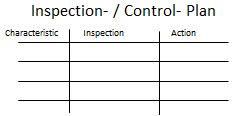 Inspection- / Control- Plan
Characteristic Inspection Action